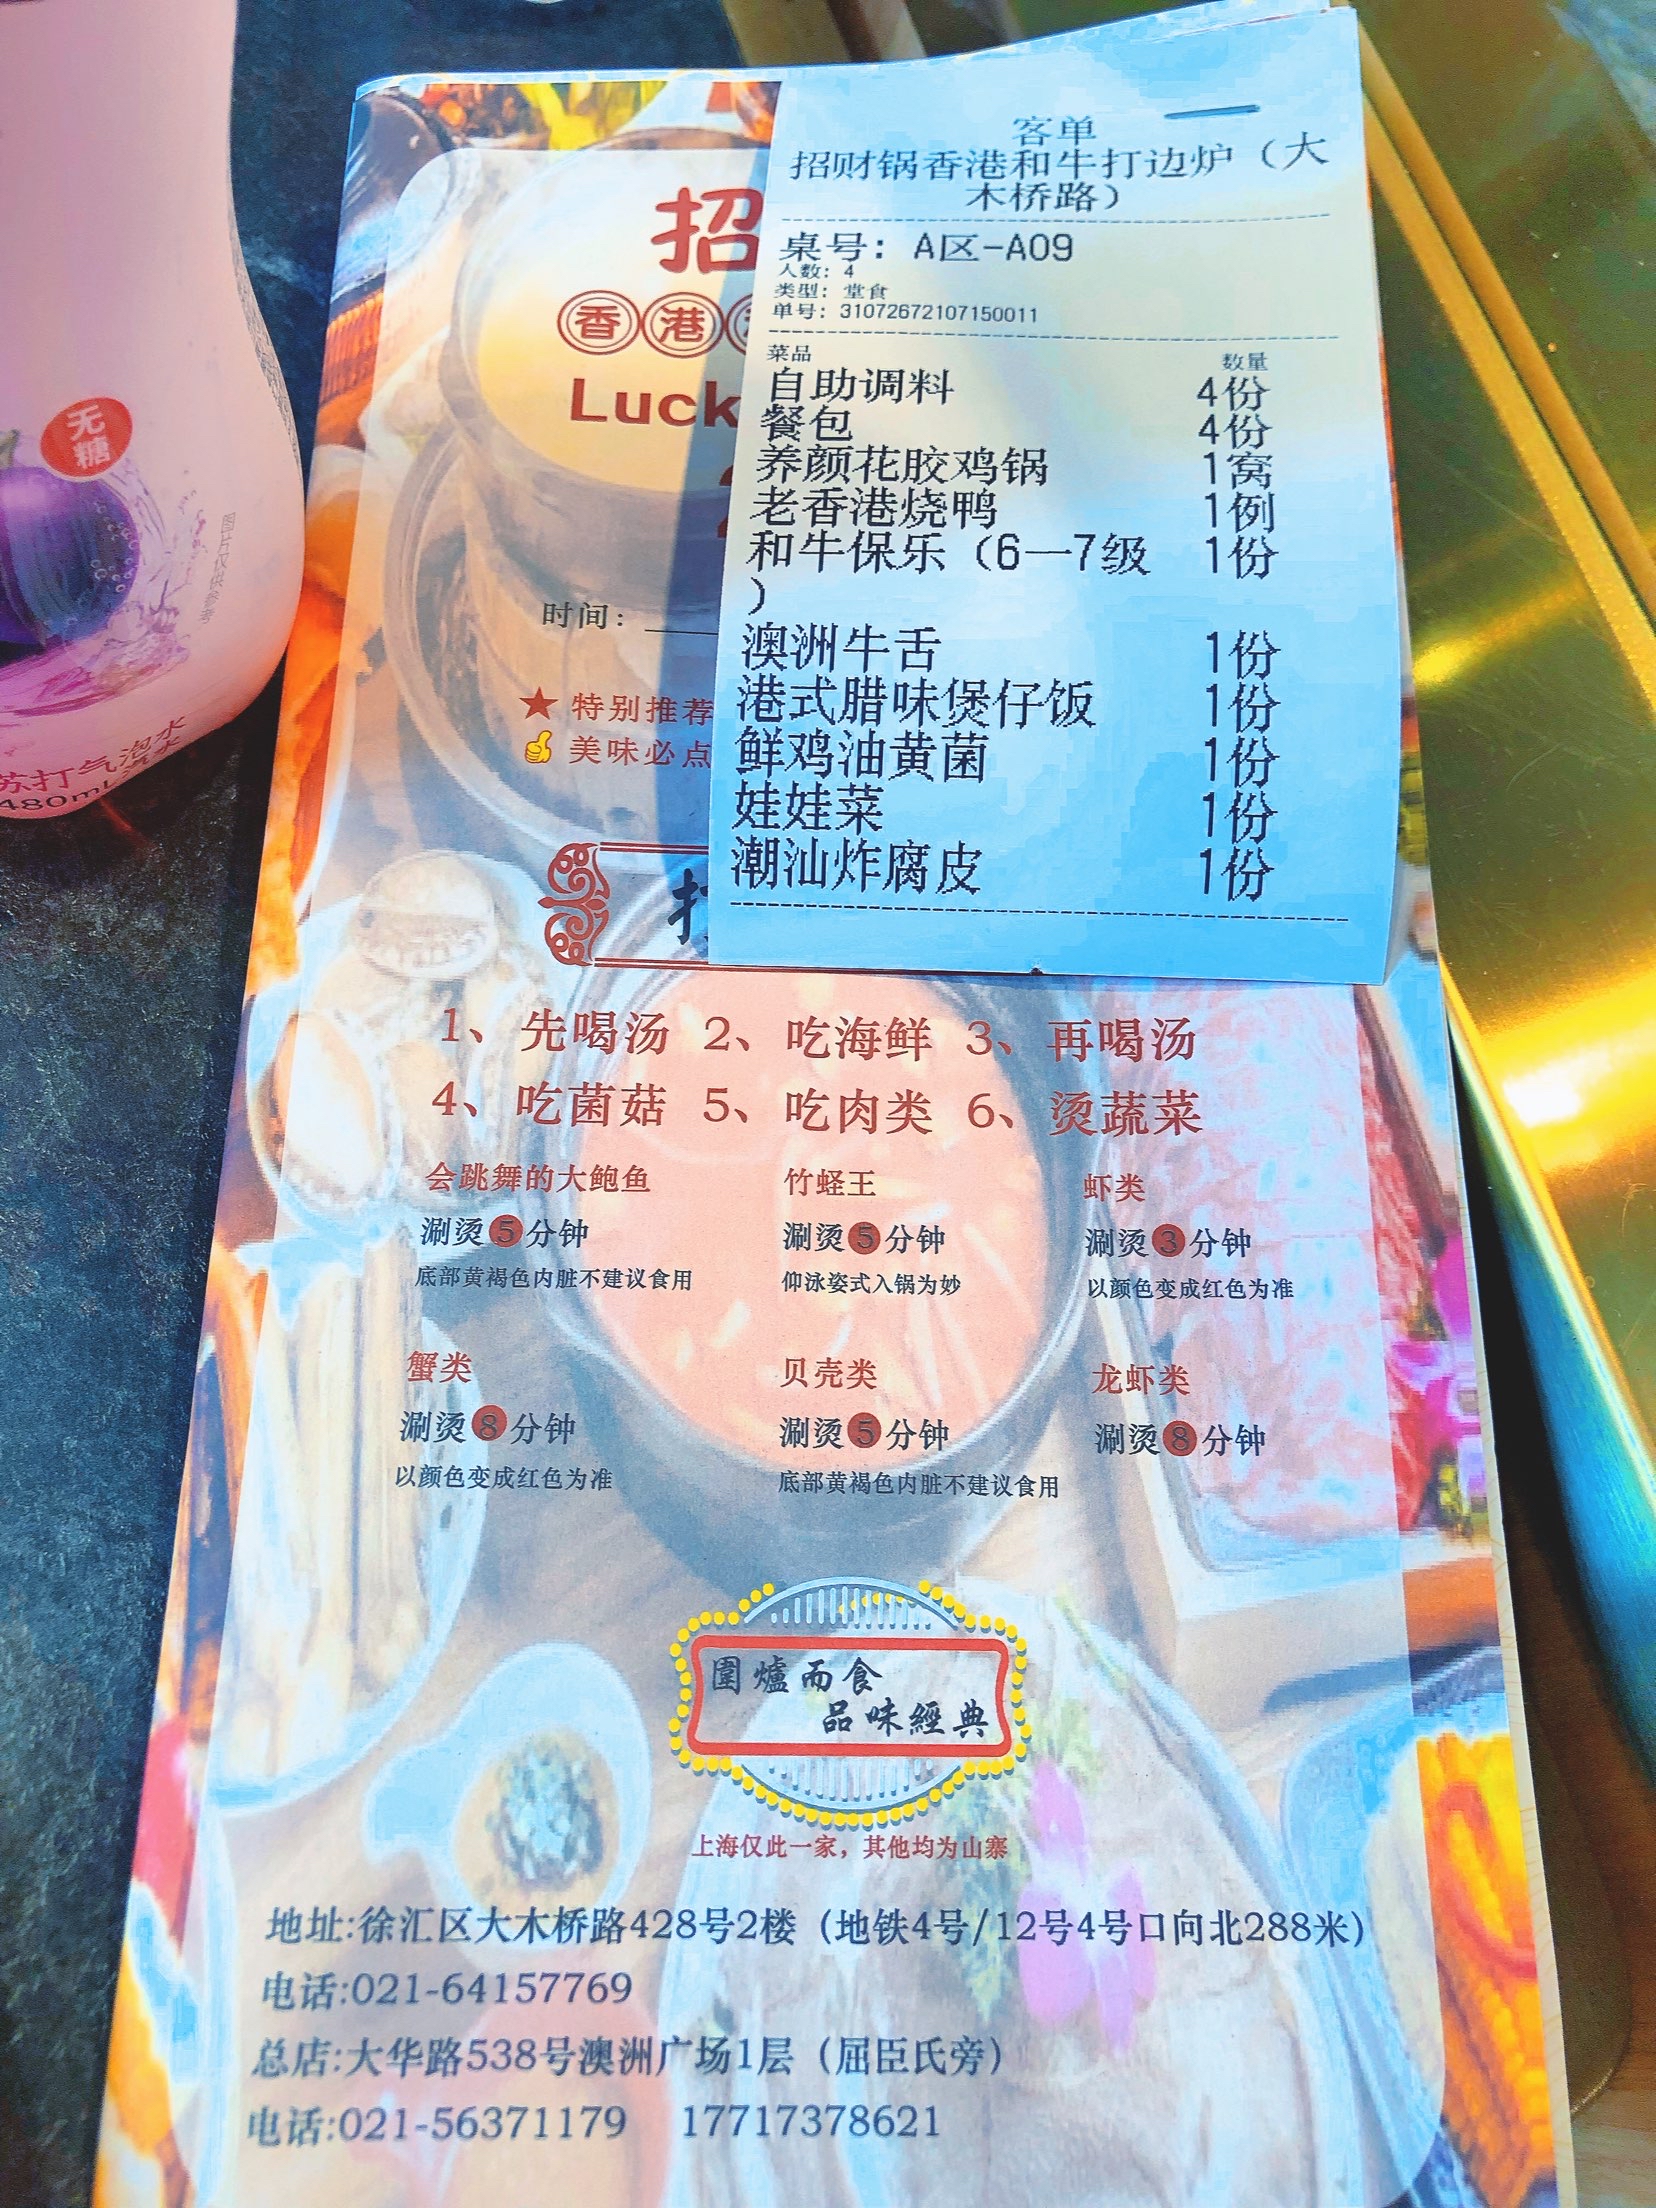 客单
招财锅香港和牛打边炉（大
木桥路）
桌号：A区-A09
人数：4
类型：堂食
单号：31072672107150011
菜品 数量
自助调料 4份
餐包 4份
养颜花胶鸡锅 1窝
老香港烧鸭 1例
和牛保乐（6—7级 1份
）
澳洲牛舌 1份
港式腊味煲仔饭 1份
鲜鸡油黄菌 1份
娃娃菜 1份
潮汕炸腐皮 1份
招
香港
Luck
时间：
★ 特别推荐
美味必点
1、先喝汤 2、吃海鲜 3、再喝汤
4、吃菌菇 5、吃肉类 6、烫蔬菜
会跳舞的大鲍鱼 竹蛏王 虾类
涮烫5分钟 涮烫5分钟 涮烫3分钟
底部黄褐色内脏不建议食用 仰泳姿式入锅为妙 以颜色变成红色为准
蟹类 贝壳类 龙虾类
涮烫8分钟 涮烫5分钟 涮烫8分钟
以颜色变成红色为准 底部黄褐色内脏不建议食用
圍爐而食
品味經典
上海仅此一家，其他均为山寨
地址:徐汇区大木桥路428号2楼（地铁4号/12号4号口向北288米）
电话:021-64157769
总店:大华路538号澳洲广场1层（屈臣氏旁）
电话:021-56371179 17717378621
无糖
图片仅供参考
苏打气泡水
汽水
480ml